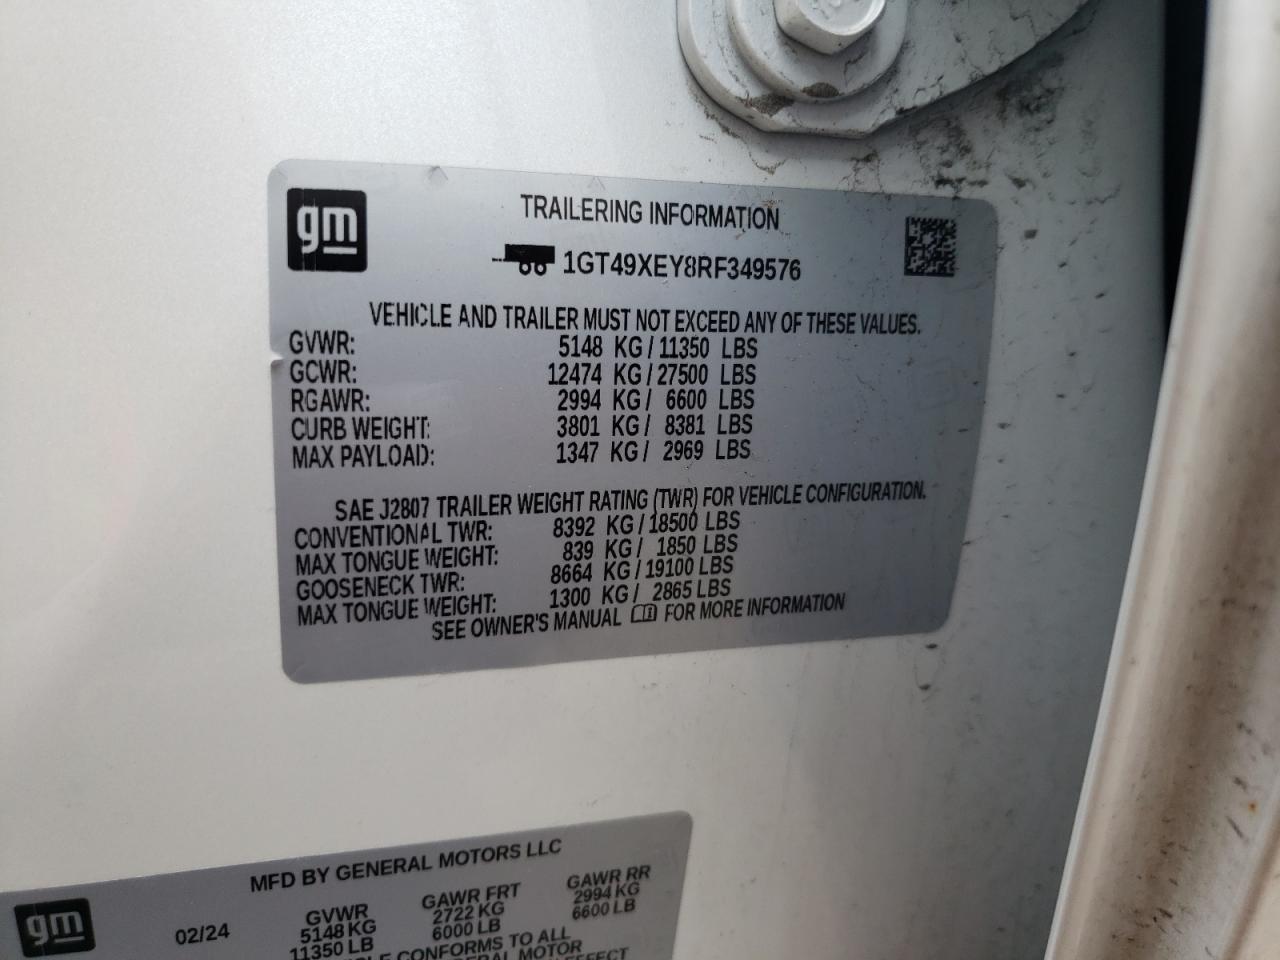 gm
TRAILERING INFORMATION
1GT49XEY8RF349576
VEHICLE AND TRAILER MUST NOT EXCEED ANY OF THESE VALUES.
GVWR: 5148 KG / 11350 LBS
GCWR: 12474 KG / 27500 LBS
RGAWR: 2994 KG / 6600 LBS
CURB WEIGHT: 3801 KG / 8381 LBS
MAX PAYLOAD: 1347 KG / 2969 LBS
SAE J2807 TRAILER WEIGHT RATING (TWR) FOR VEHICLE CONFIGURATION.
CONVENTIONAL TWR: 8392 KG / 18500 LBS
MAX TONGUE WEIGHT: 839 KG / 1850 LBS
GOOSENECK TWR: 8664 KG / 19100 LBS
MAX TONGUE WEIGHT: 1300 KG / 2865 LBS
SEE OWNER'S MANUAL FOR MORE INFORMATION
gm
MFD BY GENERAL MOTORS LLC
GVWR GAWR FRT GAWR RR
02/24 5148 KG 2722 KG 2994 KG
11350 LB 6000 LB 6600 LB
CONFORMS TO ALL
MOTOR
EFFECT